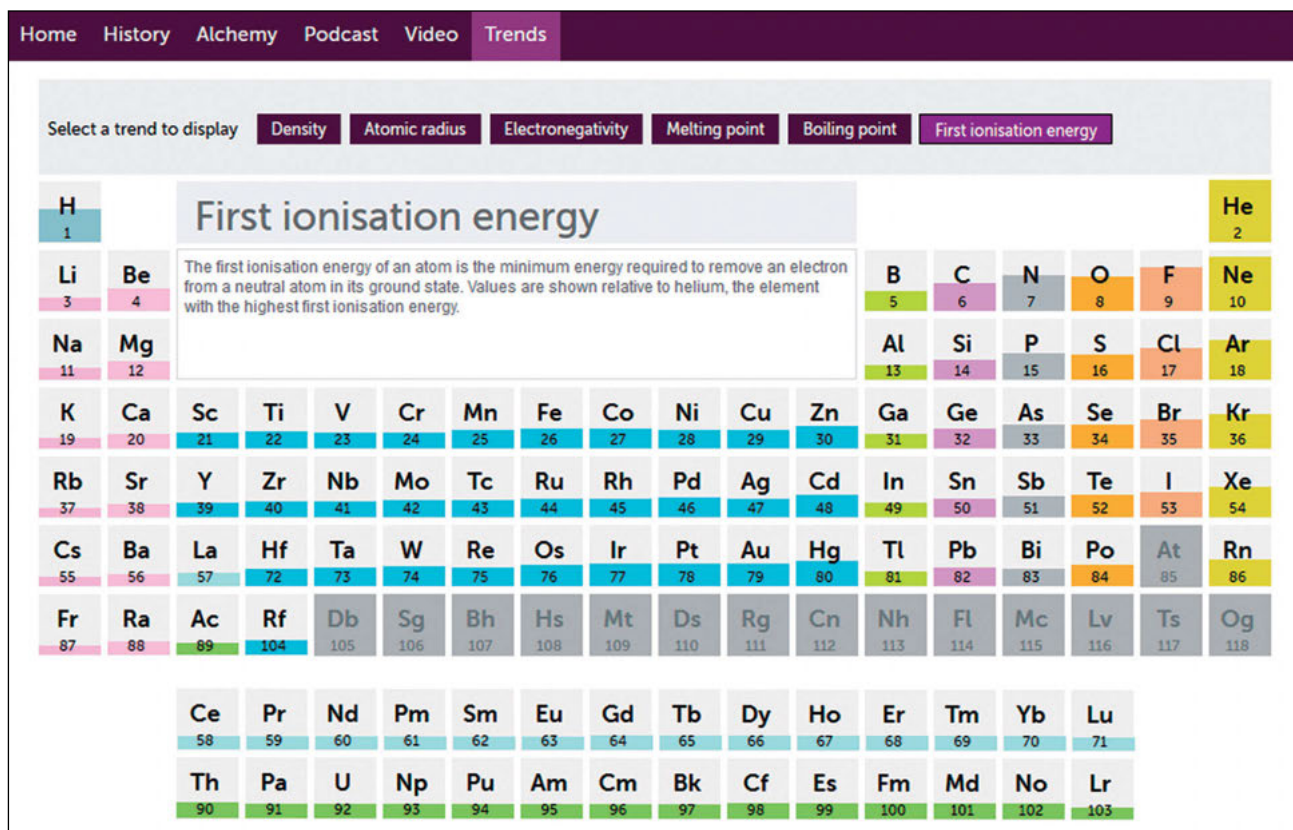 Home History Alchemy Podcast Video Trends
Select a trend to display Density Atomic radius Electronegativity Melting point Boiling point First ionisation energy
H He
1 2
First ionisation energy
Li Be B C N O F Ne
3 4 5 6 7 8 9 10
The first ionisation energy of an atom is the minimum energy required to remove an electron
from a neutral atom in its ground state. Values are shown relative to helium, the element
with the highest first ionisation energy.
Na Mg Al Si P S Cl Ar
11 12 13 14 15 16 17 18
K Ca Sc Ti V Cr Mn Fe Co Ni Cu Zn Ga Ge As Se Br Kr
19 20 21 22 23 24 25 26 27 28 29 30 31 32 33 34 35 36
Rb Sr Y Zr Nb Mo Tc Ru Rh Pd Ag Cd In Sn Sb Te I Xe
37 38 39 40 41 42 43 44 45 46 47 48 49 50 51 52 53 54
Cs Ba La Hf Ta W Re Os Ir Pt Au Hg Tl Pb Bi Po At Rn
55 56 57 72 73 74 75 76 77 78 79 80 81 82 83 84 85 86
Fr Ra Ac Rf Db Sg Bh Hs Mt Ds Rg Cn Nh Fl Mc Lv Ts Og
87 88 89 104 105 106 107 108 109 110 111 112 113 114 115 116 117 118
Ce Pr Nd Pm Sm Eu Gd Tb Dy Ho Er Tm Yb Lu
58 59 60 61 62 63 64 65 66 67 68 69 70 71
Th Pa U Np Pu Am Cm Bk Cf Es Fm Md No Lr
90 91 92 93 94 95 96 97 98 99 100 101 102 103